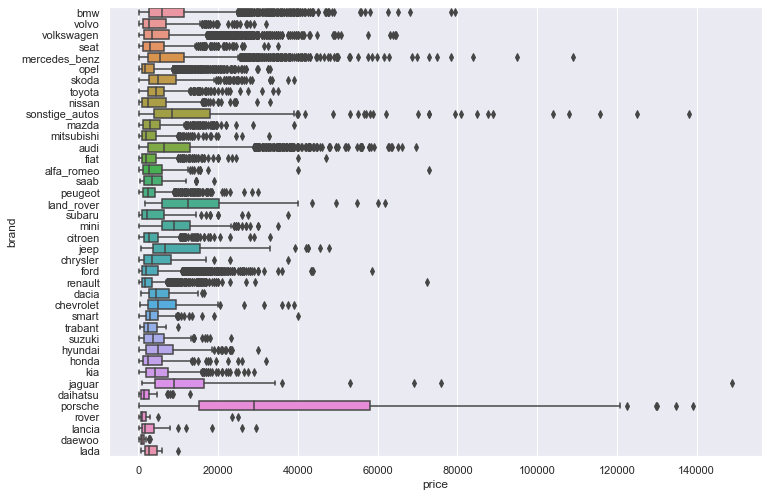 brand
bmw
volvo
volkswagen
seat
mercedes_benz
opel
skoda
toyota
nissan
sonstige_autos
mazda
mitsubishi
audi
fiat
alfa_romeo
saab
peugeot
land_rover
subaru
mini
citroen
jeep
chrysler
ford
renault
dacia
chevrolet
smart
trabant
suzuki
hyundai
honda
kia
jaguar
daihatsu
porsche
rover
lancia
daewoo
lada
0 20000 40000 60000 80000 100000 120000 140000
price